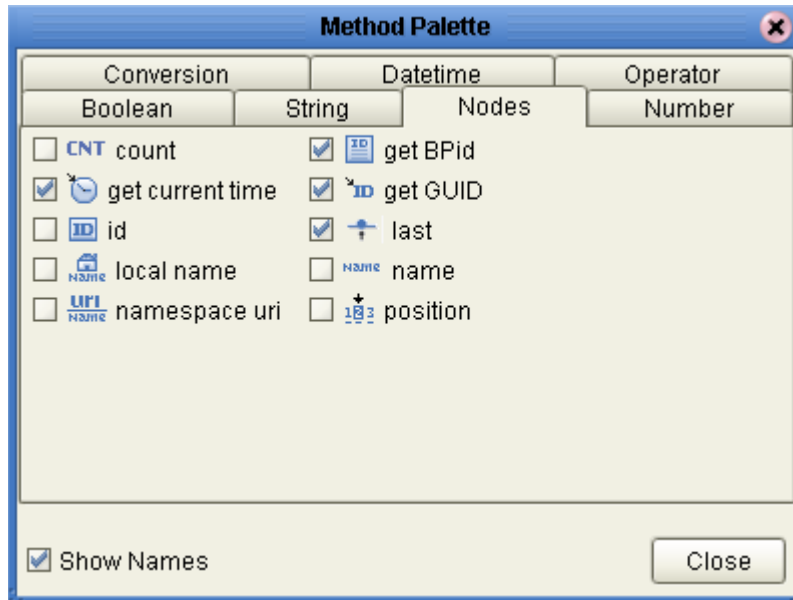 Method Palette
Conversion Datetime Operator
Boolean String Nodes Number
CNT count ID get BPid
get current time ID get GUID
ID id last
Name local name Name name
uri Name namespace uri 123 position
Show Names Close